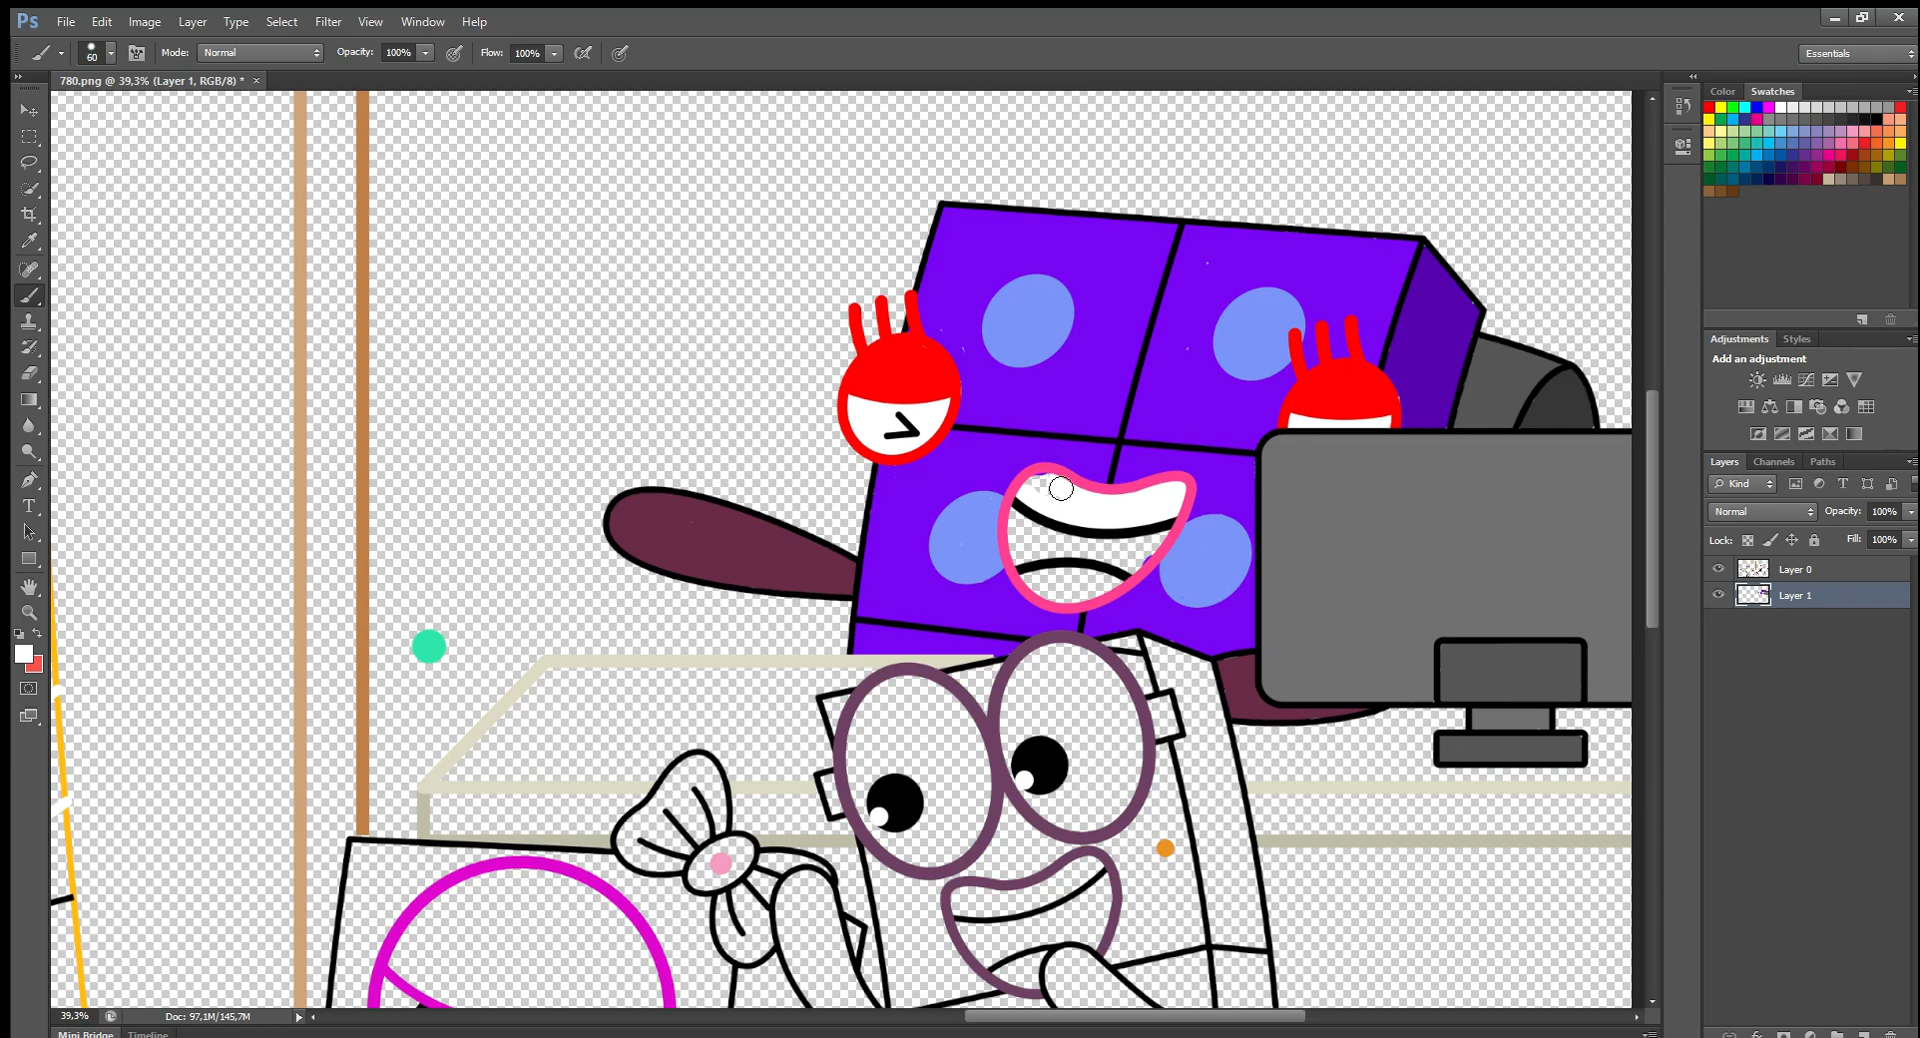 Ps File Edit Image Layer Type Select Filter View Window Help
60 Mode: Normal Opacity: 100% Flow: 100% Essentials
780.png @ 39,3% (Layer 1, RGB/8) * ×
Color Swatches
Adjustments Styles
Add an adjustment
Layers Channels Paths
Kind
Normal Opacity: 100%
Lock: Fill: 100%
Layer 0
Layer 1
39,3% Doc: 97,1M/145,7M
Mini Bridge Timeline